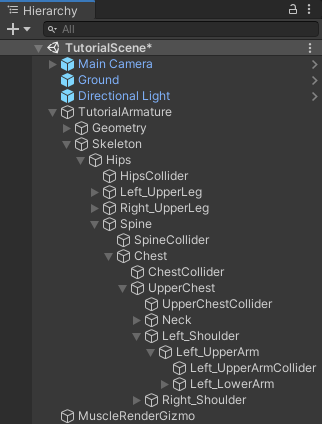 Hierarchy
All
TutorialScene*
Main Camera
Ground
Directional Light
TutorialArmature
Geometry
Skeleton
Hips
HipsCollider
Left_UpperLeg
Right_UpperLeg
Spine
SpineCollider
Chest
ChestCollider
UpperChest
UpperChestCollider
Neck
Left_Shoulder
Left_UpperArm
Left_UpperArmCollider
Left_LowerArm
Right_Shoulder
MuscleRenderGizmo